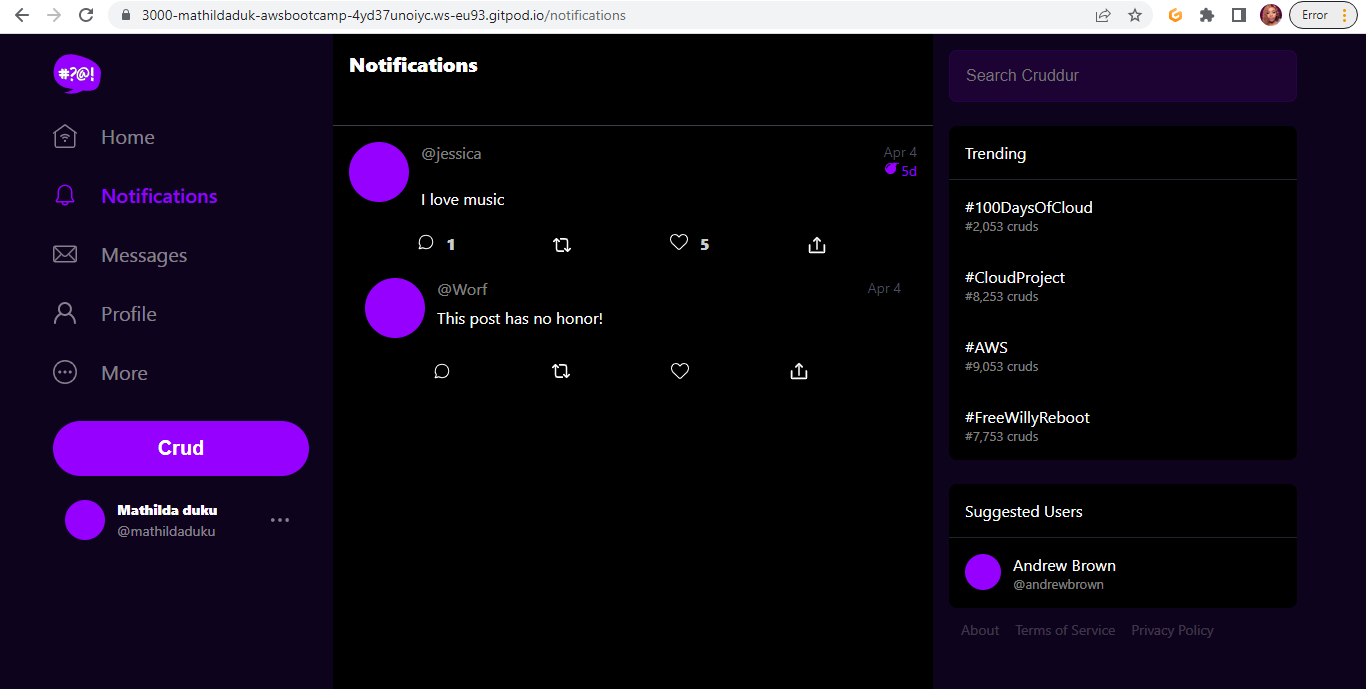 3000-mathildaduk-awsbootcamp-4yd37unoiyc.ws-eu93.gitpod.io/notifications
Error
#?@!
Home
Notifications
Messages
Profile
More
Crud
Mathilda duku
@mathildaduku
Notifications
@jessica
Apr 4
5d
I love music
1
5
@Worf
Apr 4
This post has no honor!
Search Cruddur
Trending
#100DaysOfCloud
#2,053 cruds
#CloudProject
#8,253 cruds
#AWS
#9,053 cruds
#FreeWillyReboot
#7,753 cruds
Suggested Users
Andrew Brown
@andrewbrown
About Terms of Service Privacy Policy